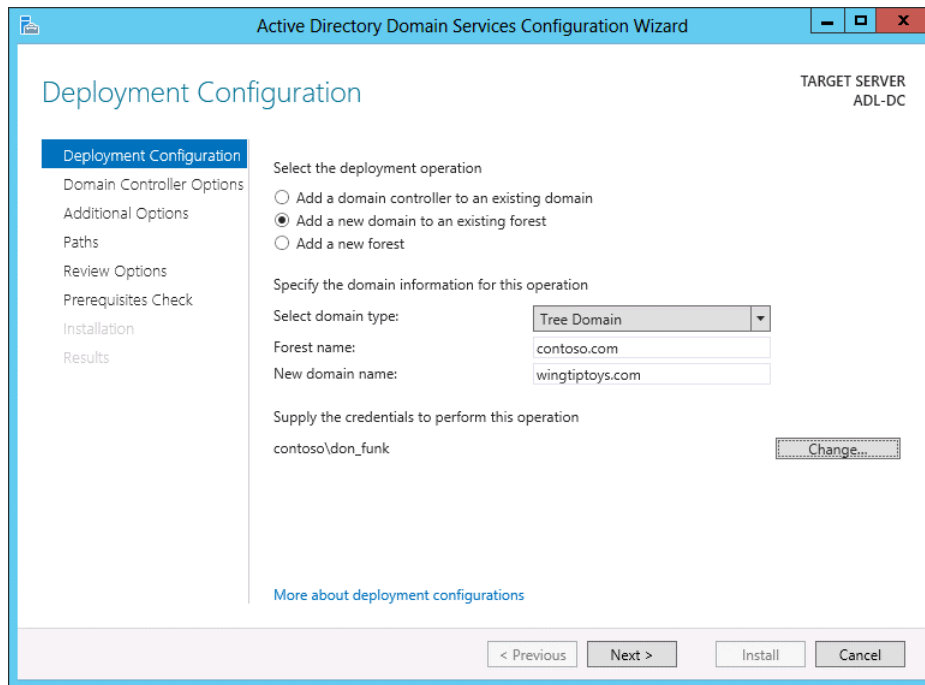 Active Directory Domain Services Configuration Wizard
Deployment Configuration
TARGET SERVER
ADL-DC
Deployment Configuration
Domain Controller Options
Additional Options
Paths
Review Options
Prerequisites Check
Installation
Results
Select the deployment operation
Add a domain controller to an existing domain
Add a new domain to an existing forest
Add a new forest
Specify the domain information for this operation
Select domain type: Tree Domain
Forest name: contoso.com
New domain name: wingtiptoys.com
Supply the credentials to perform this operation
contoso\don_funk Change...
More about deployment configurations
< Previous Next > Install Cancel